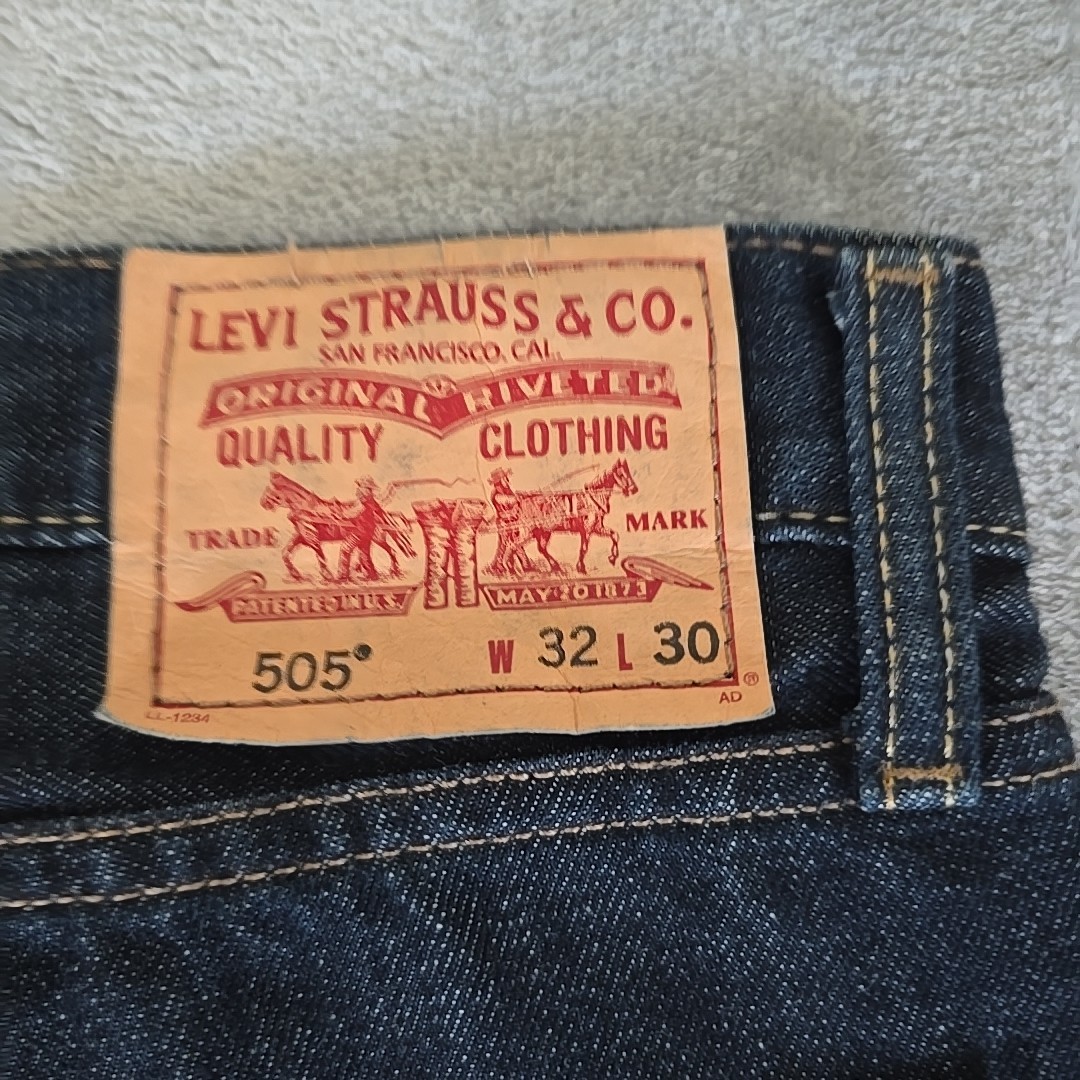 LEVI STRAUSS & CO.
SAN FRANCISCO, CAL.
ORIGINAL RIVETED
QUALITY CLOTHING
TRADE MARK
PATENTED IN U.S. MAY 20 1873
505® W 32 L 30
AD ®
LL-1234